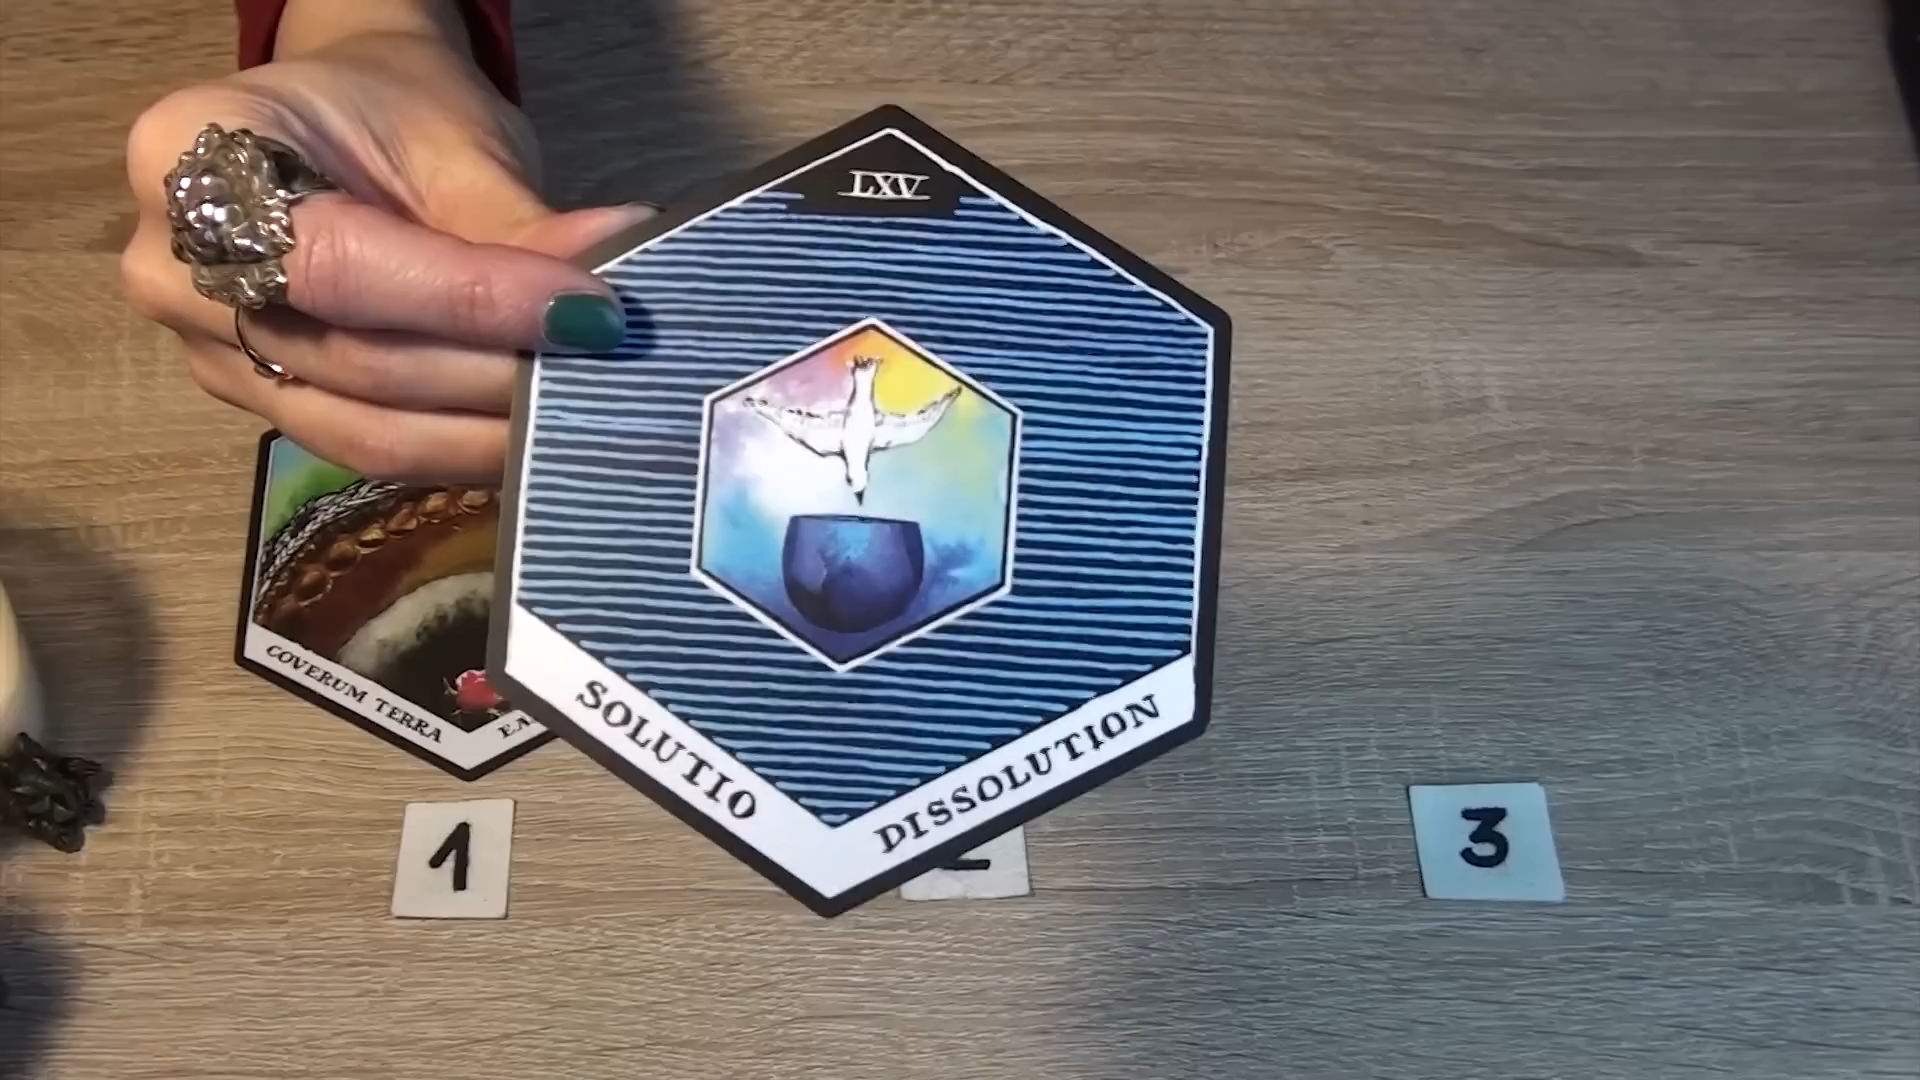 LXV
SOLUTIO
DISSOLUTION
COVERUM TERRA
1
3